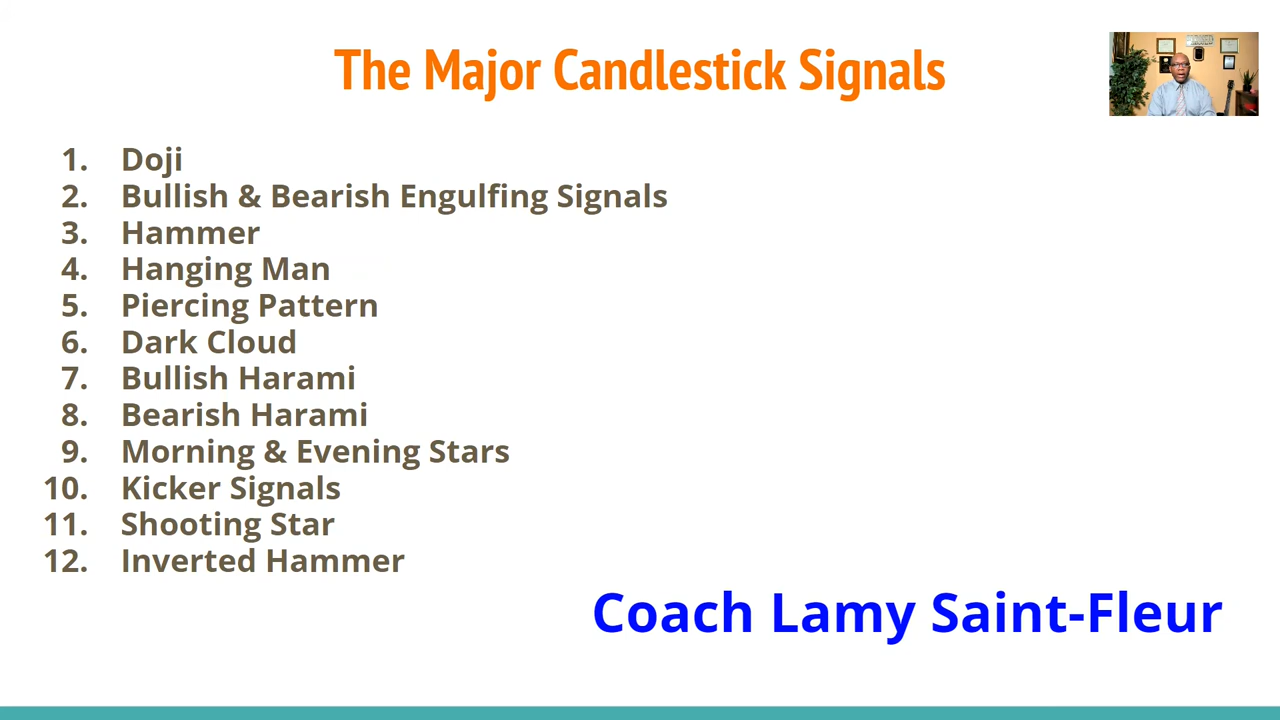 The Major Candlestick Signals
1. Doji
2. Bullish & Bearish Engulfing Signals
3. Hammer
4. Hanging Man
5. Piercing Pattern
6. Dark Cloud
7. Bullish Harami
8. Bearish Harami
9. Morning & Evening Stars
10. Kicker Signals
11. Shooting Star
12. Inverted Hammer
Coach Lamy Saint-Fleur